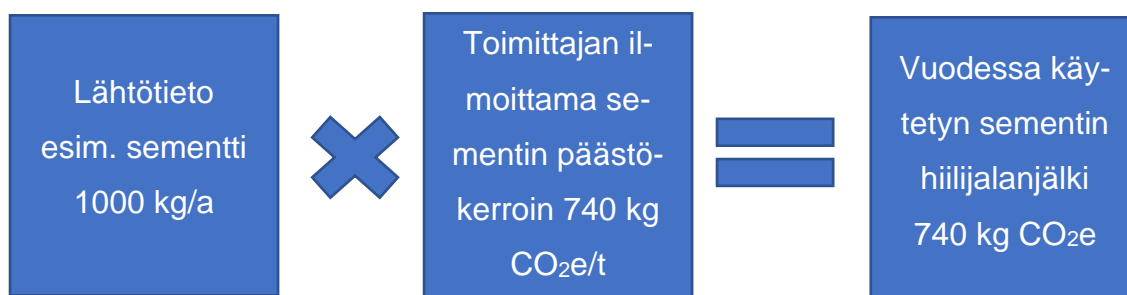 Lähtötieto
esim. sementti
1000 kg/a
Toimittajan il-
moittama se-
mentin päästö-
kerroin 740 kg
CO₂e/t
Vuodessa käy-
tetyn sementin
hiilijalanjälki
740 kg CO₂e